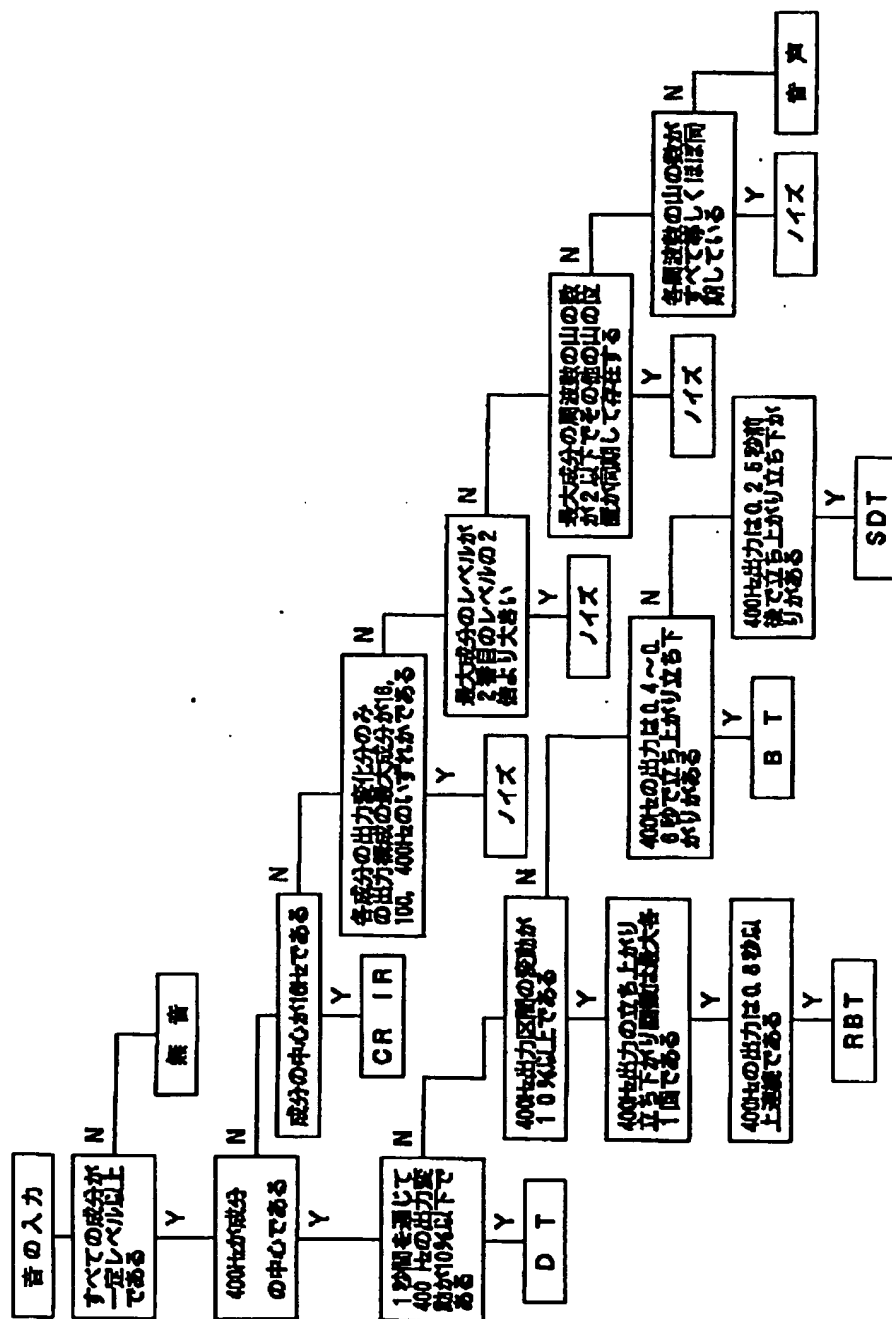 音の入力
すべての成分が
一定レベル以上
である
N
無音
Y
400Hzが成分
の中心である
N
成分の中心が16Hzである
N
Y
CR IR
各成分の出力変化分のみ
の出力構成の最大成分が16,
100, 400Hzのいずれかである
N
Y
ノイズ
最大成分のレベルが
2番目のレベルの2
倍より大きい
N
Y
ノイズ
最大成分の周波数の山の数
が2以下でその他の山の位
置が同期して存在する
N
Y
ノイズ
各周波数の山の数が
すべて等しくほぼ同
期している
N
音声
Y
ノイズ
Y
1秒間を通じて
400 Hzの出力変
動が10%以下で
ある
N
Y
DT
400Hz出力区間の変動が
10%以上である
N
Y
400Hz出力の立ち上がり
立ち下がり回数は最大各
1回である
Y
400Hzの出力は0.8秒以
上連続である
Y
RBT
400Hzの出力は0.4〜0.
6秒で立ち上がり立ち下
がりがある
N
Y
BT
400Hz出力は0.25秒前
後で立ち上がり立ち下が
りがある
Y
SDT